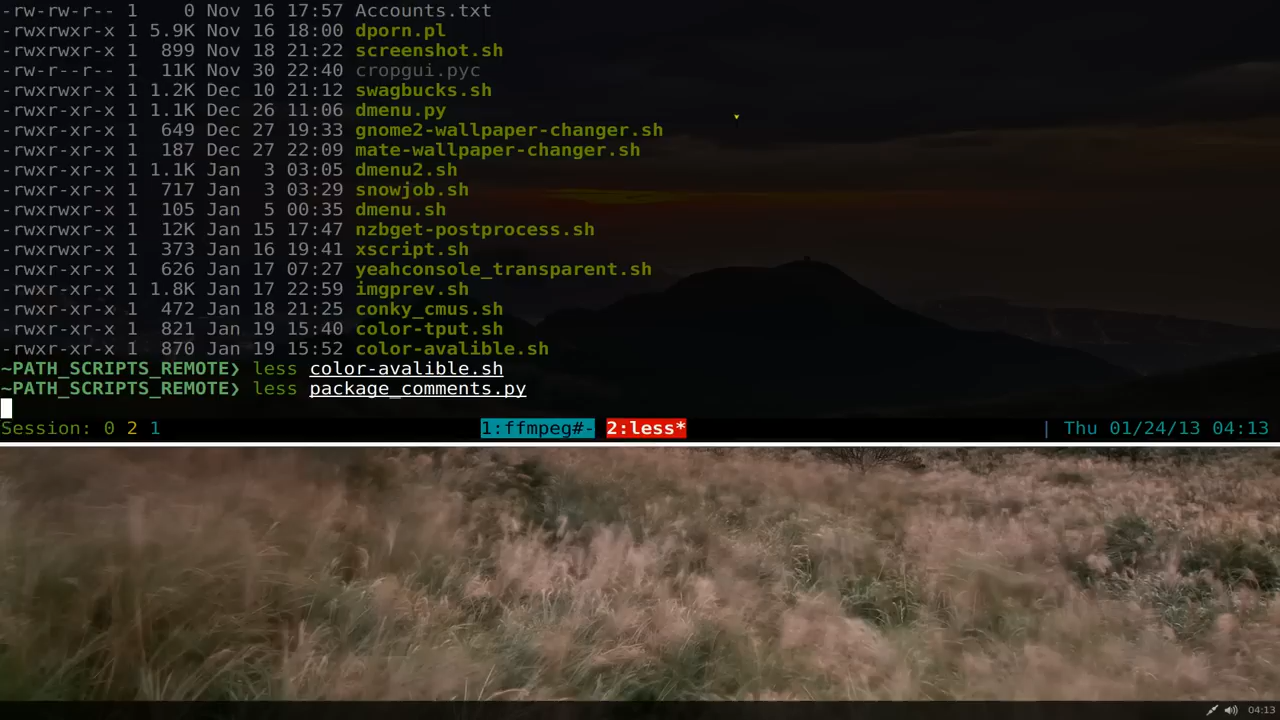 -rw-rw-r-- 1    0 Nov 16 17:57 Accounts.txt
-rwxrwxr-x 1 5.9K Nov 16 18:00 dporn.pl
-rwxrwxr-x 1  899 Nov 18 21:22 screenshot.sh
-rw-r--r-- 1  11K Nov 30 22:40 cropgui.pyc
-rwxrwxr-x 1 1.2K Dec 10 21:12 swagbucks.sh
-rwxr-xr-x 1 1.1K Dec 26 11:06 dmenu.py
-rwxrwxr-x 1  649 Dec 27 19:33 gnome2-wallpaper-changer.sh
-rwxr-xr-x 1  187 Dec 27 22:09 mate-wallpaper-changer.sh
-rwxr-xr-x 1 1.1K Jan  3 03:05 dmenu2.sh
-rwxr-xr-x 1  717 Jan  3 03:29 snowjob.sh
-rwxrwxr-x 1  105 Jan  5 00:35 dmenu.sh
-rwxrwxr-x 1  12K Jan 15 17:47 nzbget-postprocess.sh
-rwxr-xr-x 1  373 Jan 16 19:41 xscript.sh
-rwxr-xr-x 1  626 Jan 17 07:27 yeahconsole_transparent.sh
-rwxr-xr-x 1 1.8K Jan 17 22:59 imgprev.sh
-rwxr-xr-x 1  472 Jan 18 21:25 conky_cmus.sh
-rwxr-xr-x 1  821 Jan 19 15:40 color-tput.sh
-rwxr-xr-x 1  870 Jan 19 15:52 color-avalible.sh
~PATH_SCRIPTS_REMOTE❯ less color-avalible.sh
~PATH_SCRIPTS_REMOTE❯ less package_comments.py
Session: 0 2 1 1:ffmpeg#- 2:less* | Thu 01/24/13 04:13
04:13